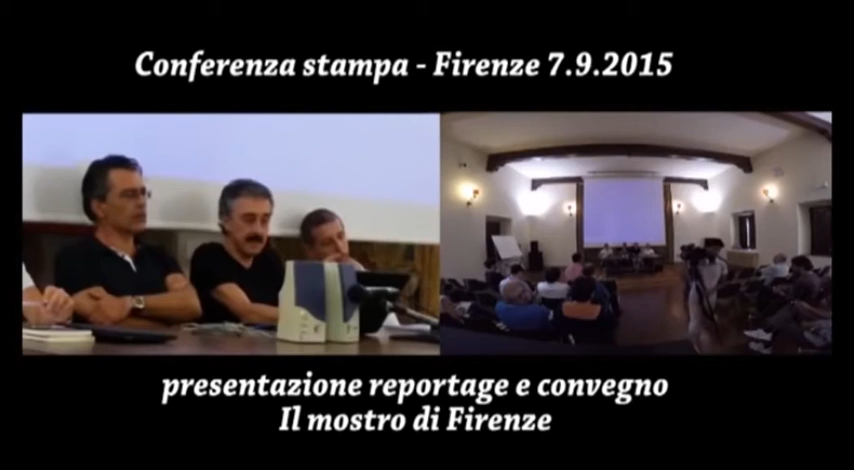 Conferenza stampa - Firenze 7.9.2015
presentazione reportage e convegno
Il mostro di Firenze